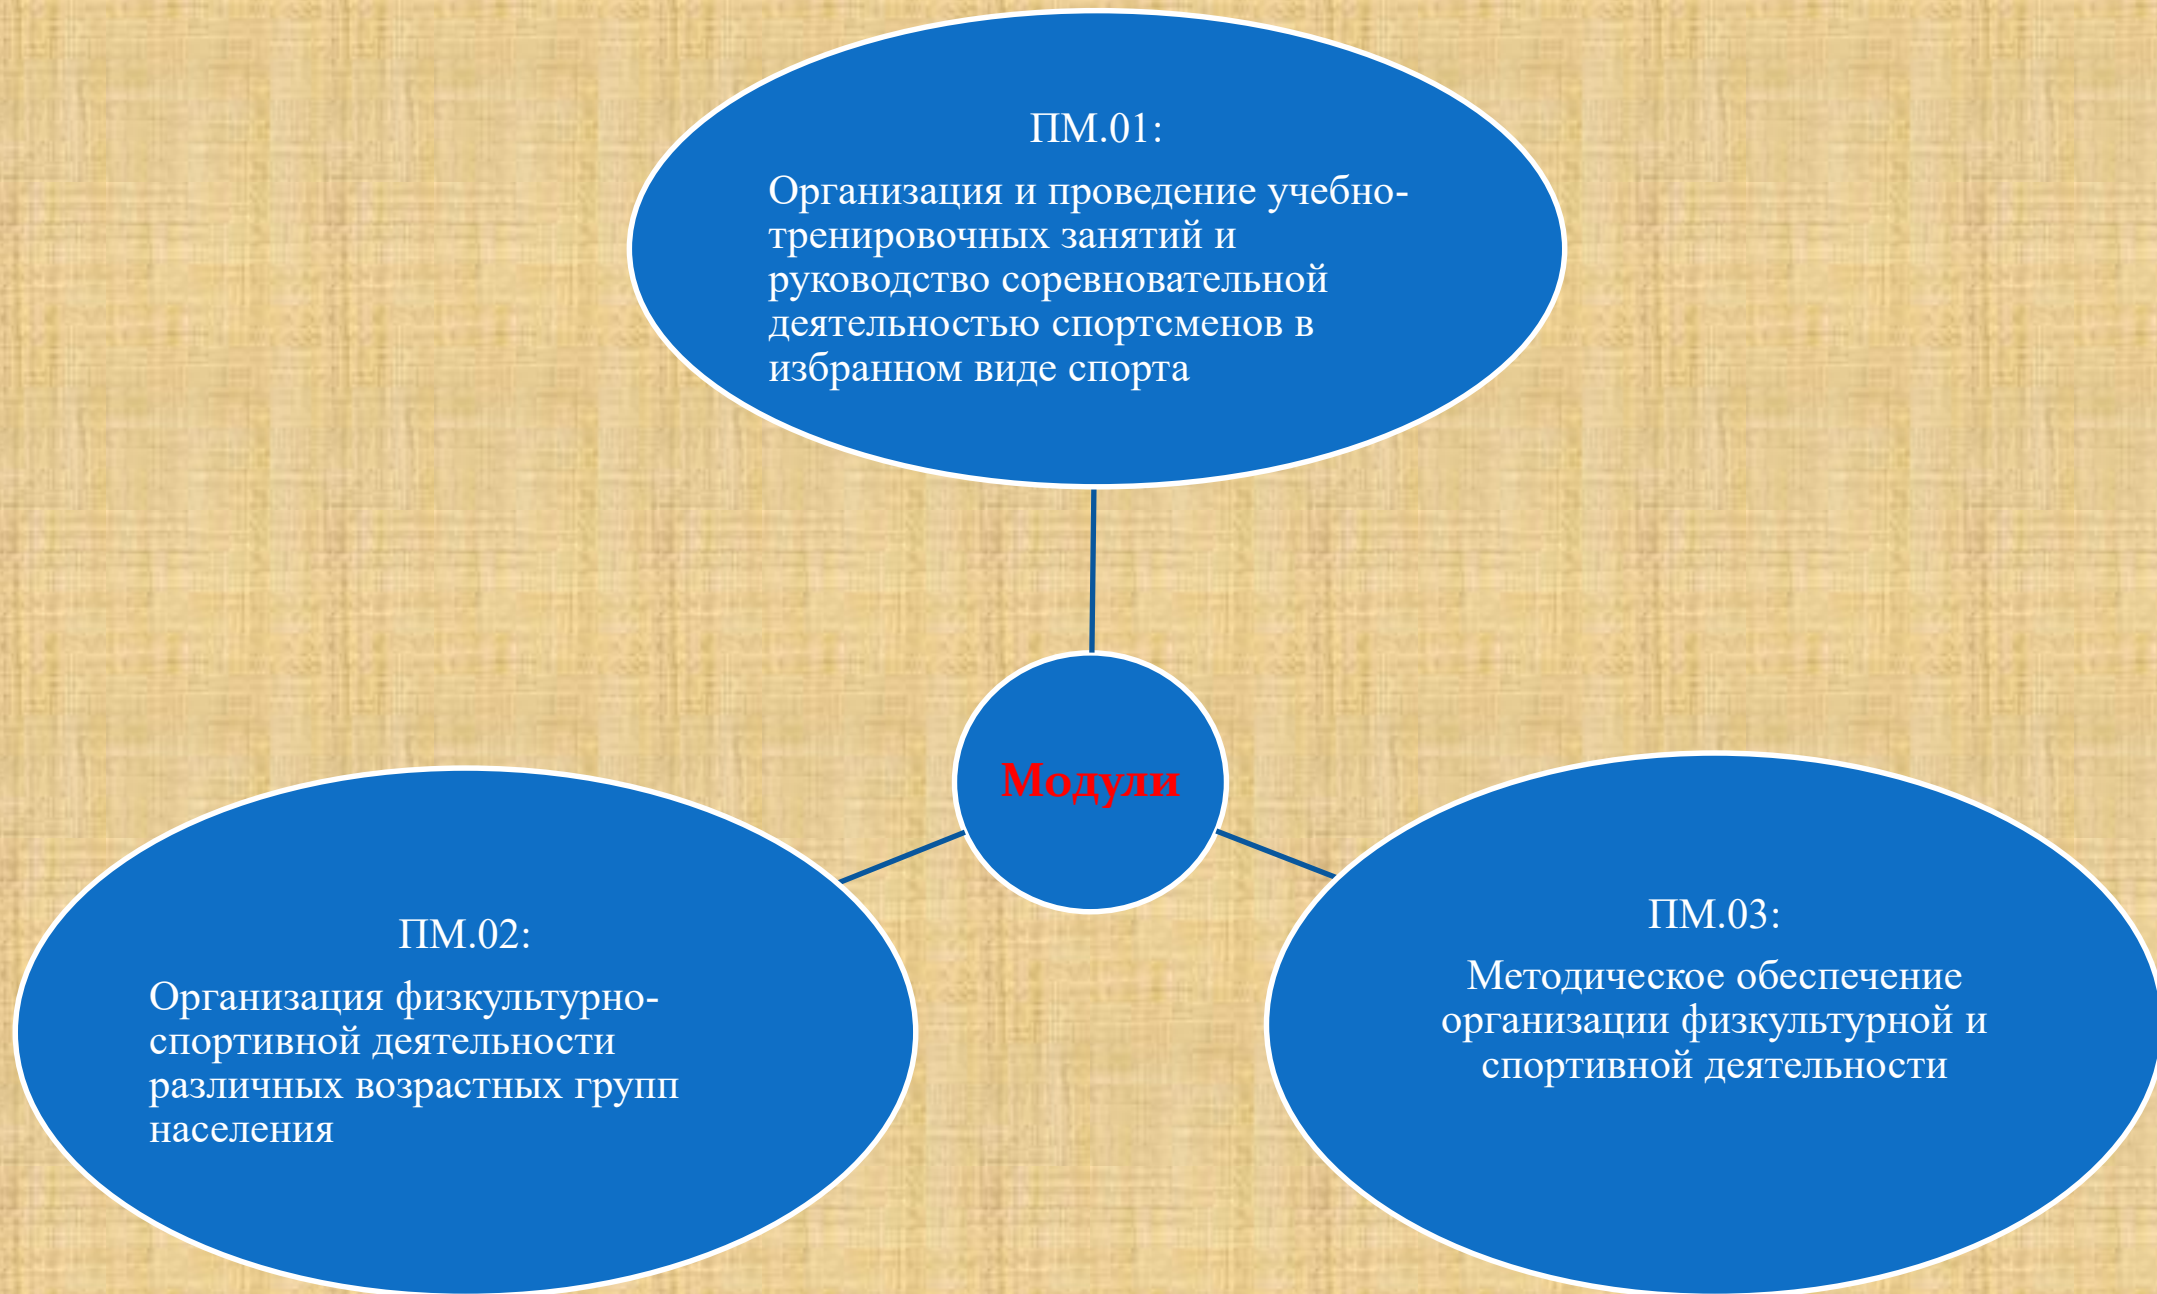 ПМ.01:
Организация и проведение учебно-
тренировочных занятий и
руководство соревновательной
деятельностью спортсменов в
избранном виде спорта
Модули
ПМ.02:
Организация физкультурно-
спортивной деятельности
различных возрастных групп
населения
ПМ.03:
Методическое обеспечение
организации физкультурной и
спортивной деятельности